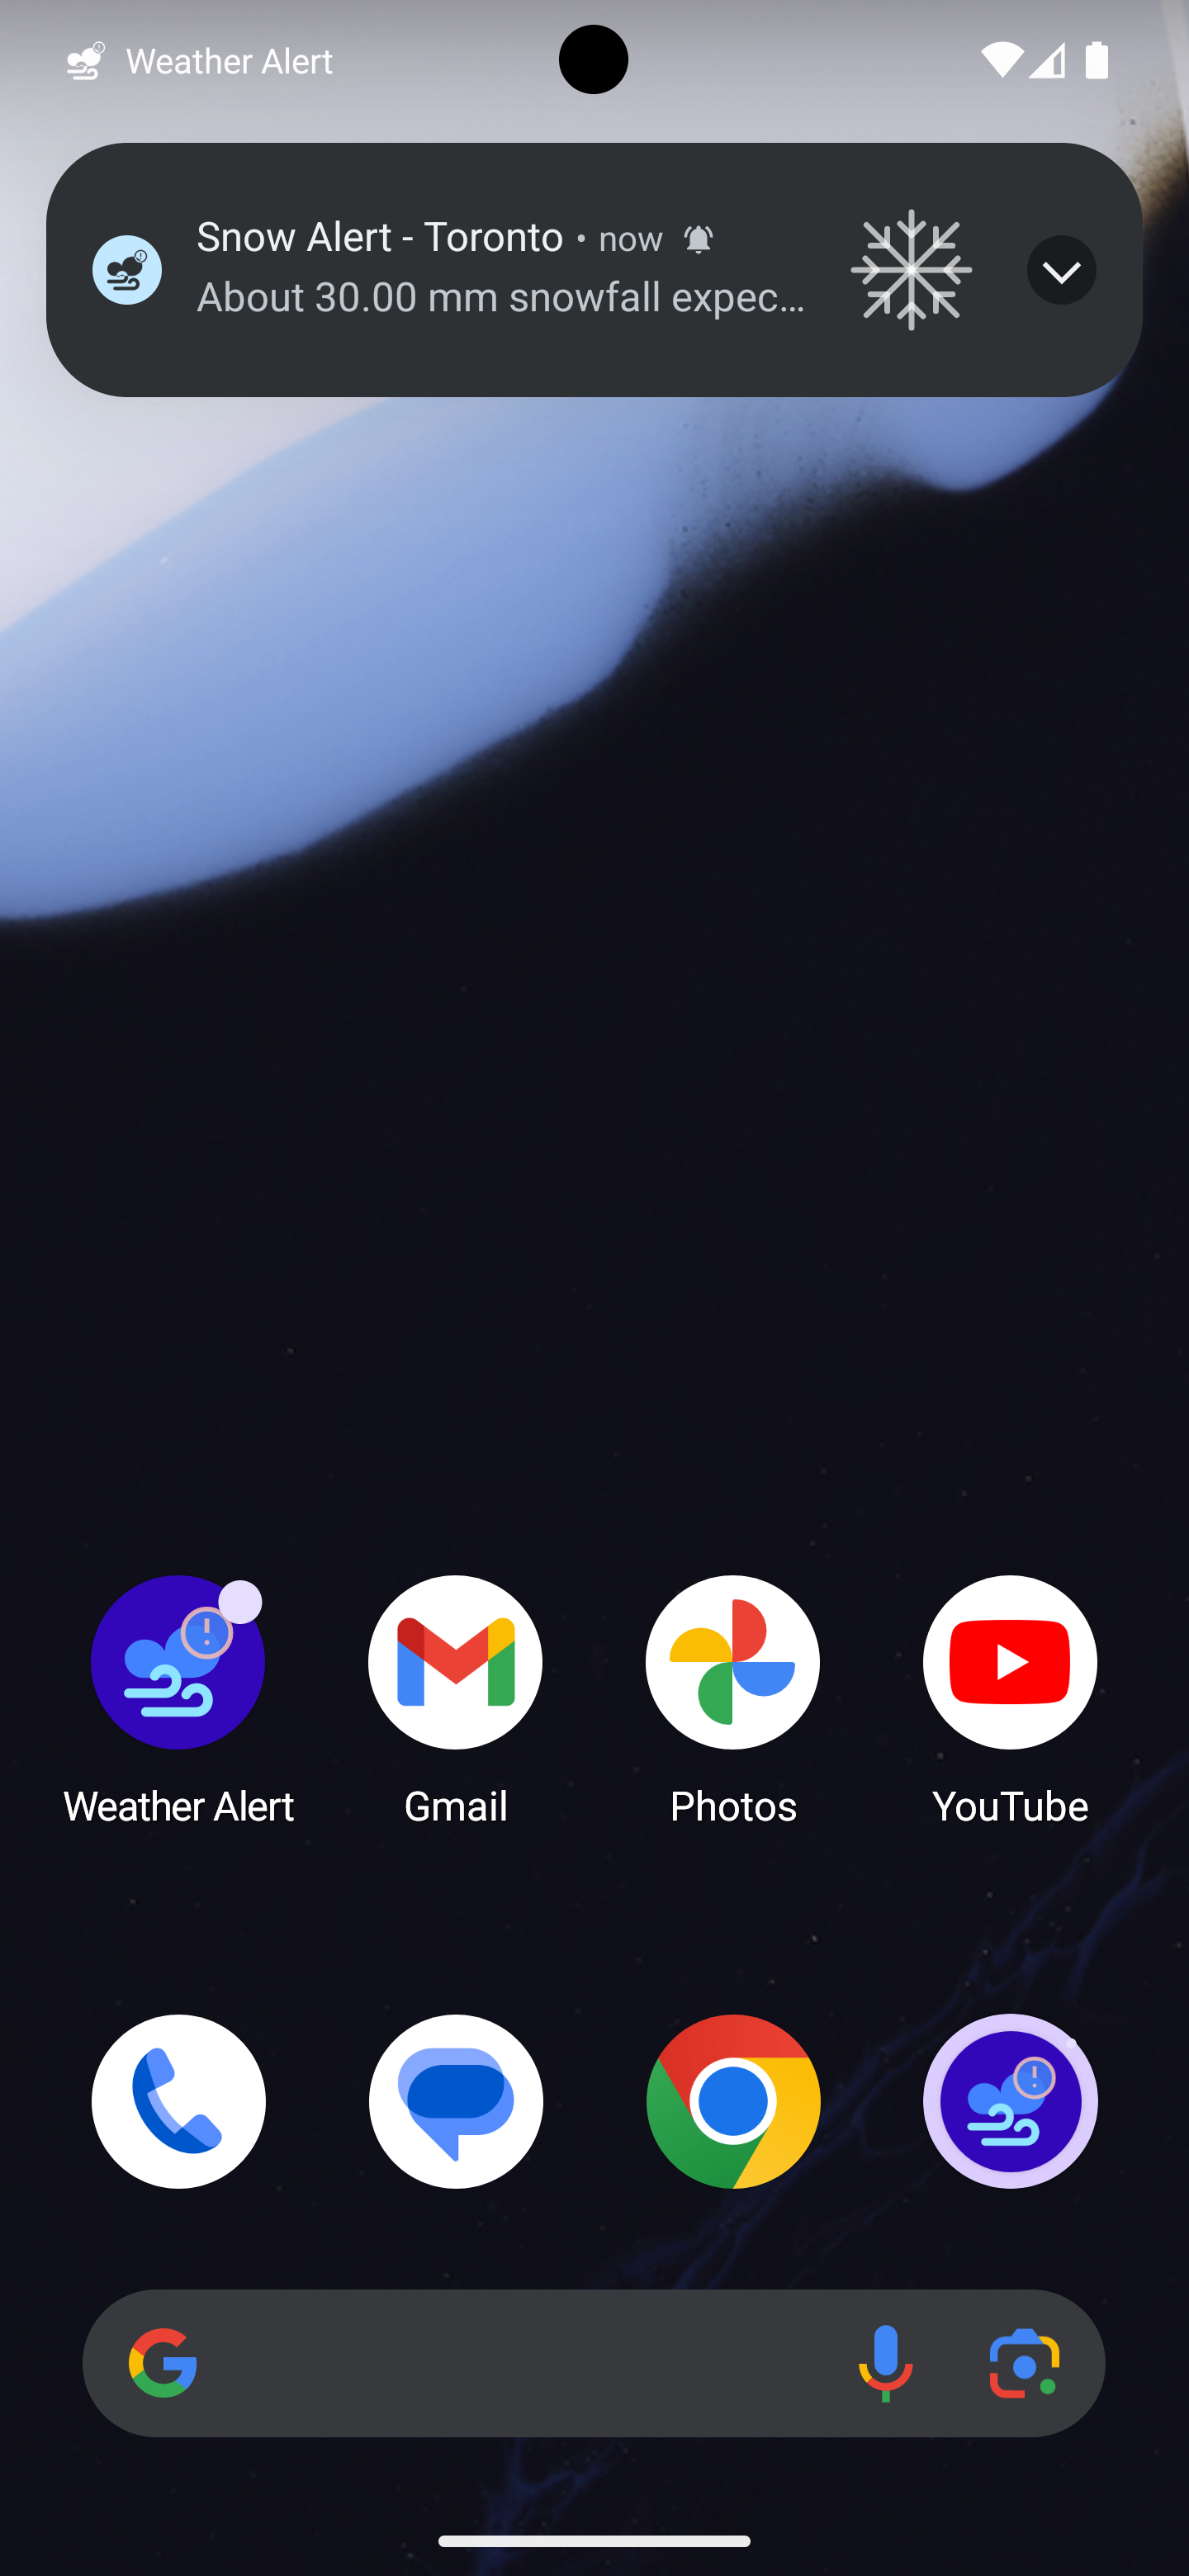 Weather Alert
Snow Alert - Toronto • now
About 30.00 mm snowfall expec...
Weather Alert
Gmail
Photos
YouTube